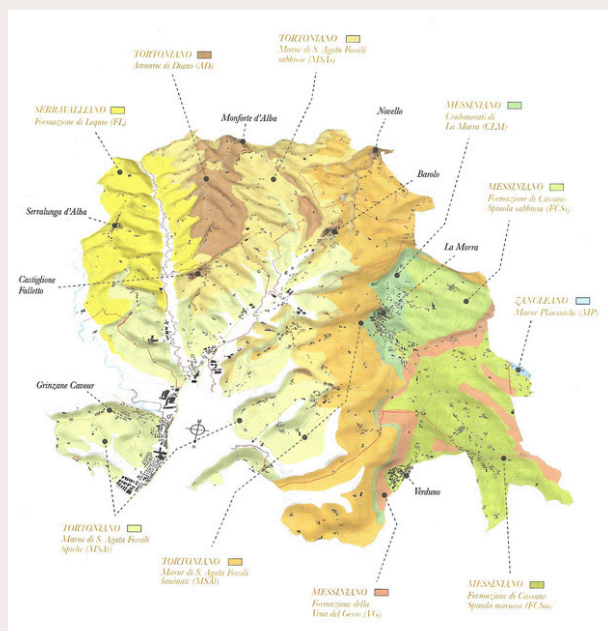 TORTONIANO
Arenarie di Diano (AD)
TORTONIANO
Marne di S. Agata Fossili
sabbiose (MSAs)
SERRAVALLIANO
Formazione di Lequio (FL)
Monforte d'Alba
Novello
MESSINIANO
Conglomerati di
La Morra (CLM)
Barolo
MESSINIANO
Formazione di Cassano
Spinola sabbiosa (FCSs)
Serralunga d'Alba
La Morra
Castiglione
Falletto
ZANCLEANO
Marne Plioceniche (MP)
Grinzane Cavour
Verduno
TORTONIANO
Marne di S. Agata Fossili
tipiche (MSAt)
TORTONIANO
Marne di S. Agata Fossili
laminate (MSAl)
MESSINIANO
Formazione della
Vena del Gesso (VG)
MESSINIANO
Formazione di Cassano
Spinola marnose (FCSm)